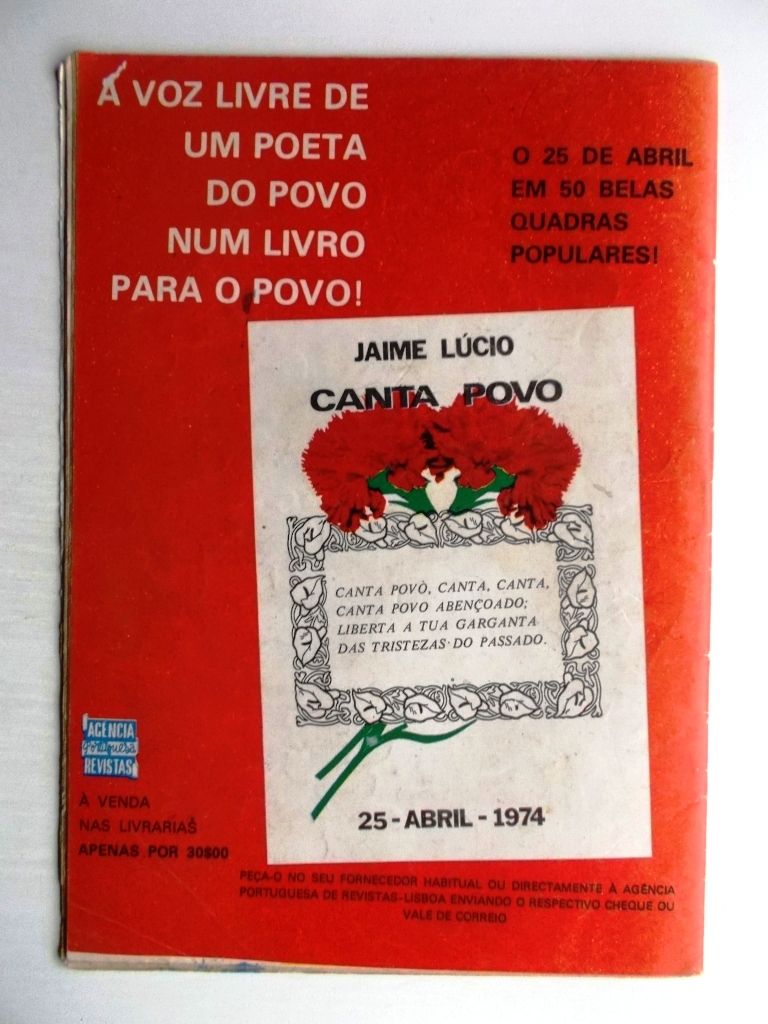 A VOZ LIVRE DE
UM POETA
DO POVO
NUM LIVRO
PARA O POVO!
O 25 DE ABRIL
EM 50 BELAS
QUADRAS
POPULARES!
JAIME LÚCIO
CANTA POVO
CANTA POVO, CANTA, CANTA,
CANTA POVO ABENÇOADO;
LIBERTA A TUA GARGANTA
DAS TRISTEZAS DO PASSADO.
25-ABRIL-1974
AGÊNCIA
portuguesa
REVISTAS
À VENDA
NAS LIVRARIAS
APENAS POR 30$00
PEÇA-O NO SEU FORNECEDOR HABITUAL OU DIRECTAMENTE À AGÊNCIA
PORTUGUESA DE REVISTAS-LISBOA ENVIANDO O RESPECTIVO CHEQUE OU
VALE DE CORREIO